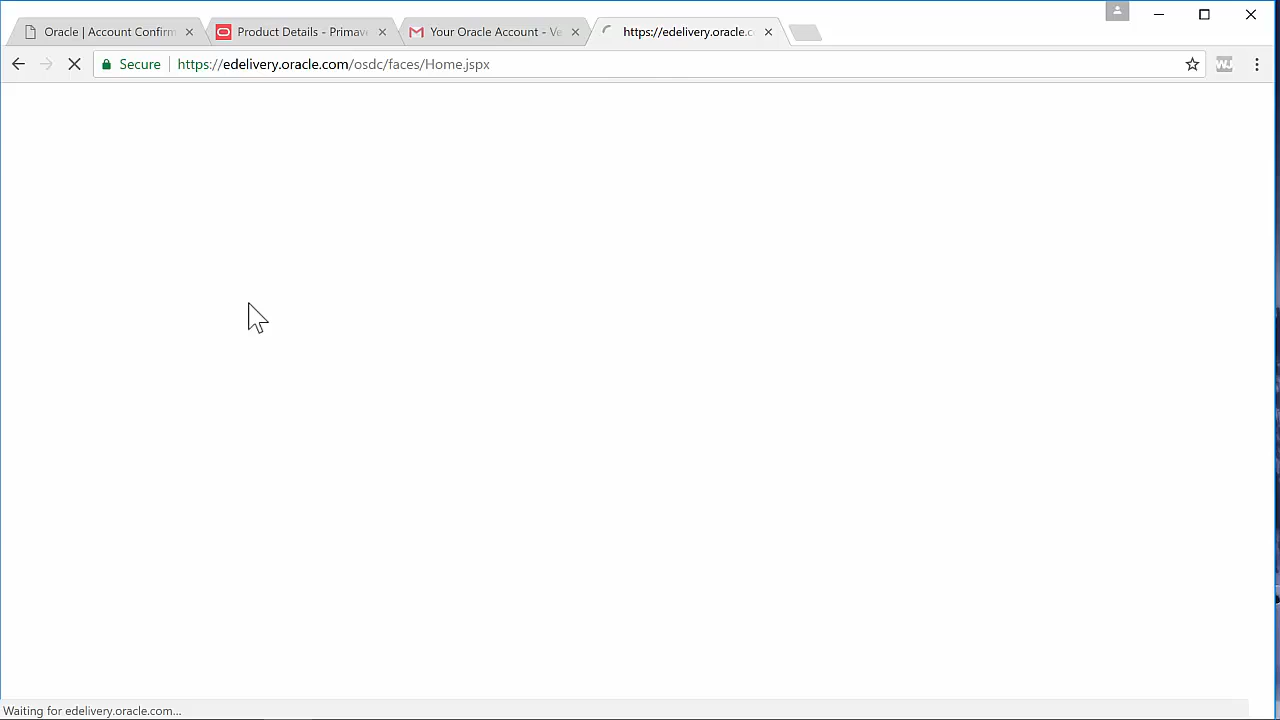 Oracle | Account Confirm
Product Details - Primav
Your Oracle Account - Ve
https://edelivery.oracle.c
Secure
https://edelivery.oracle.com/osdc/faces/Home.jspx
WJ
Waiting for edelivery.oracle.com...